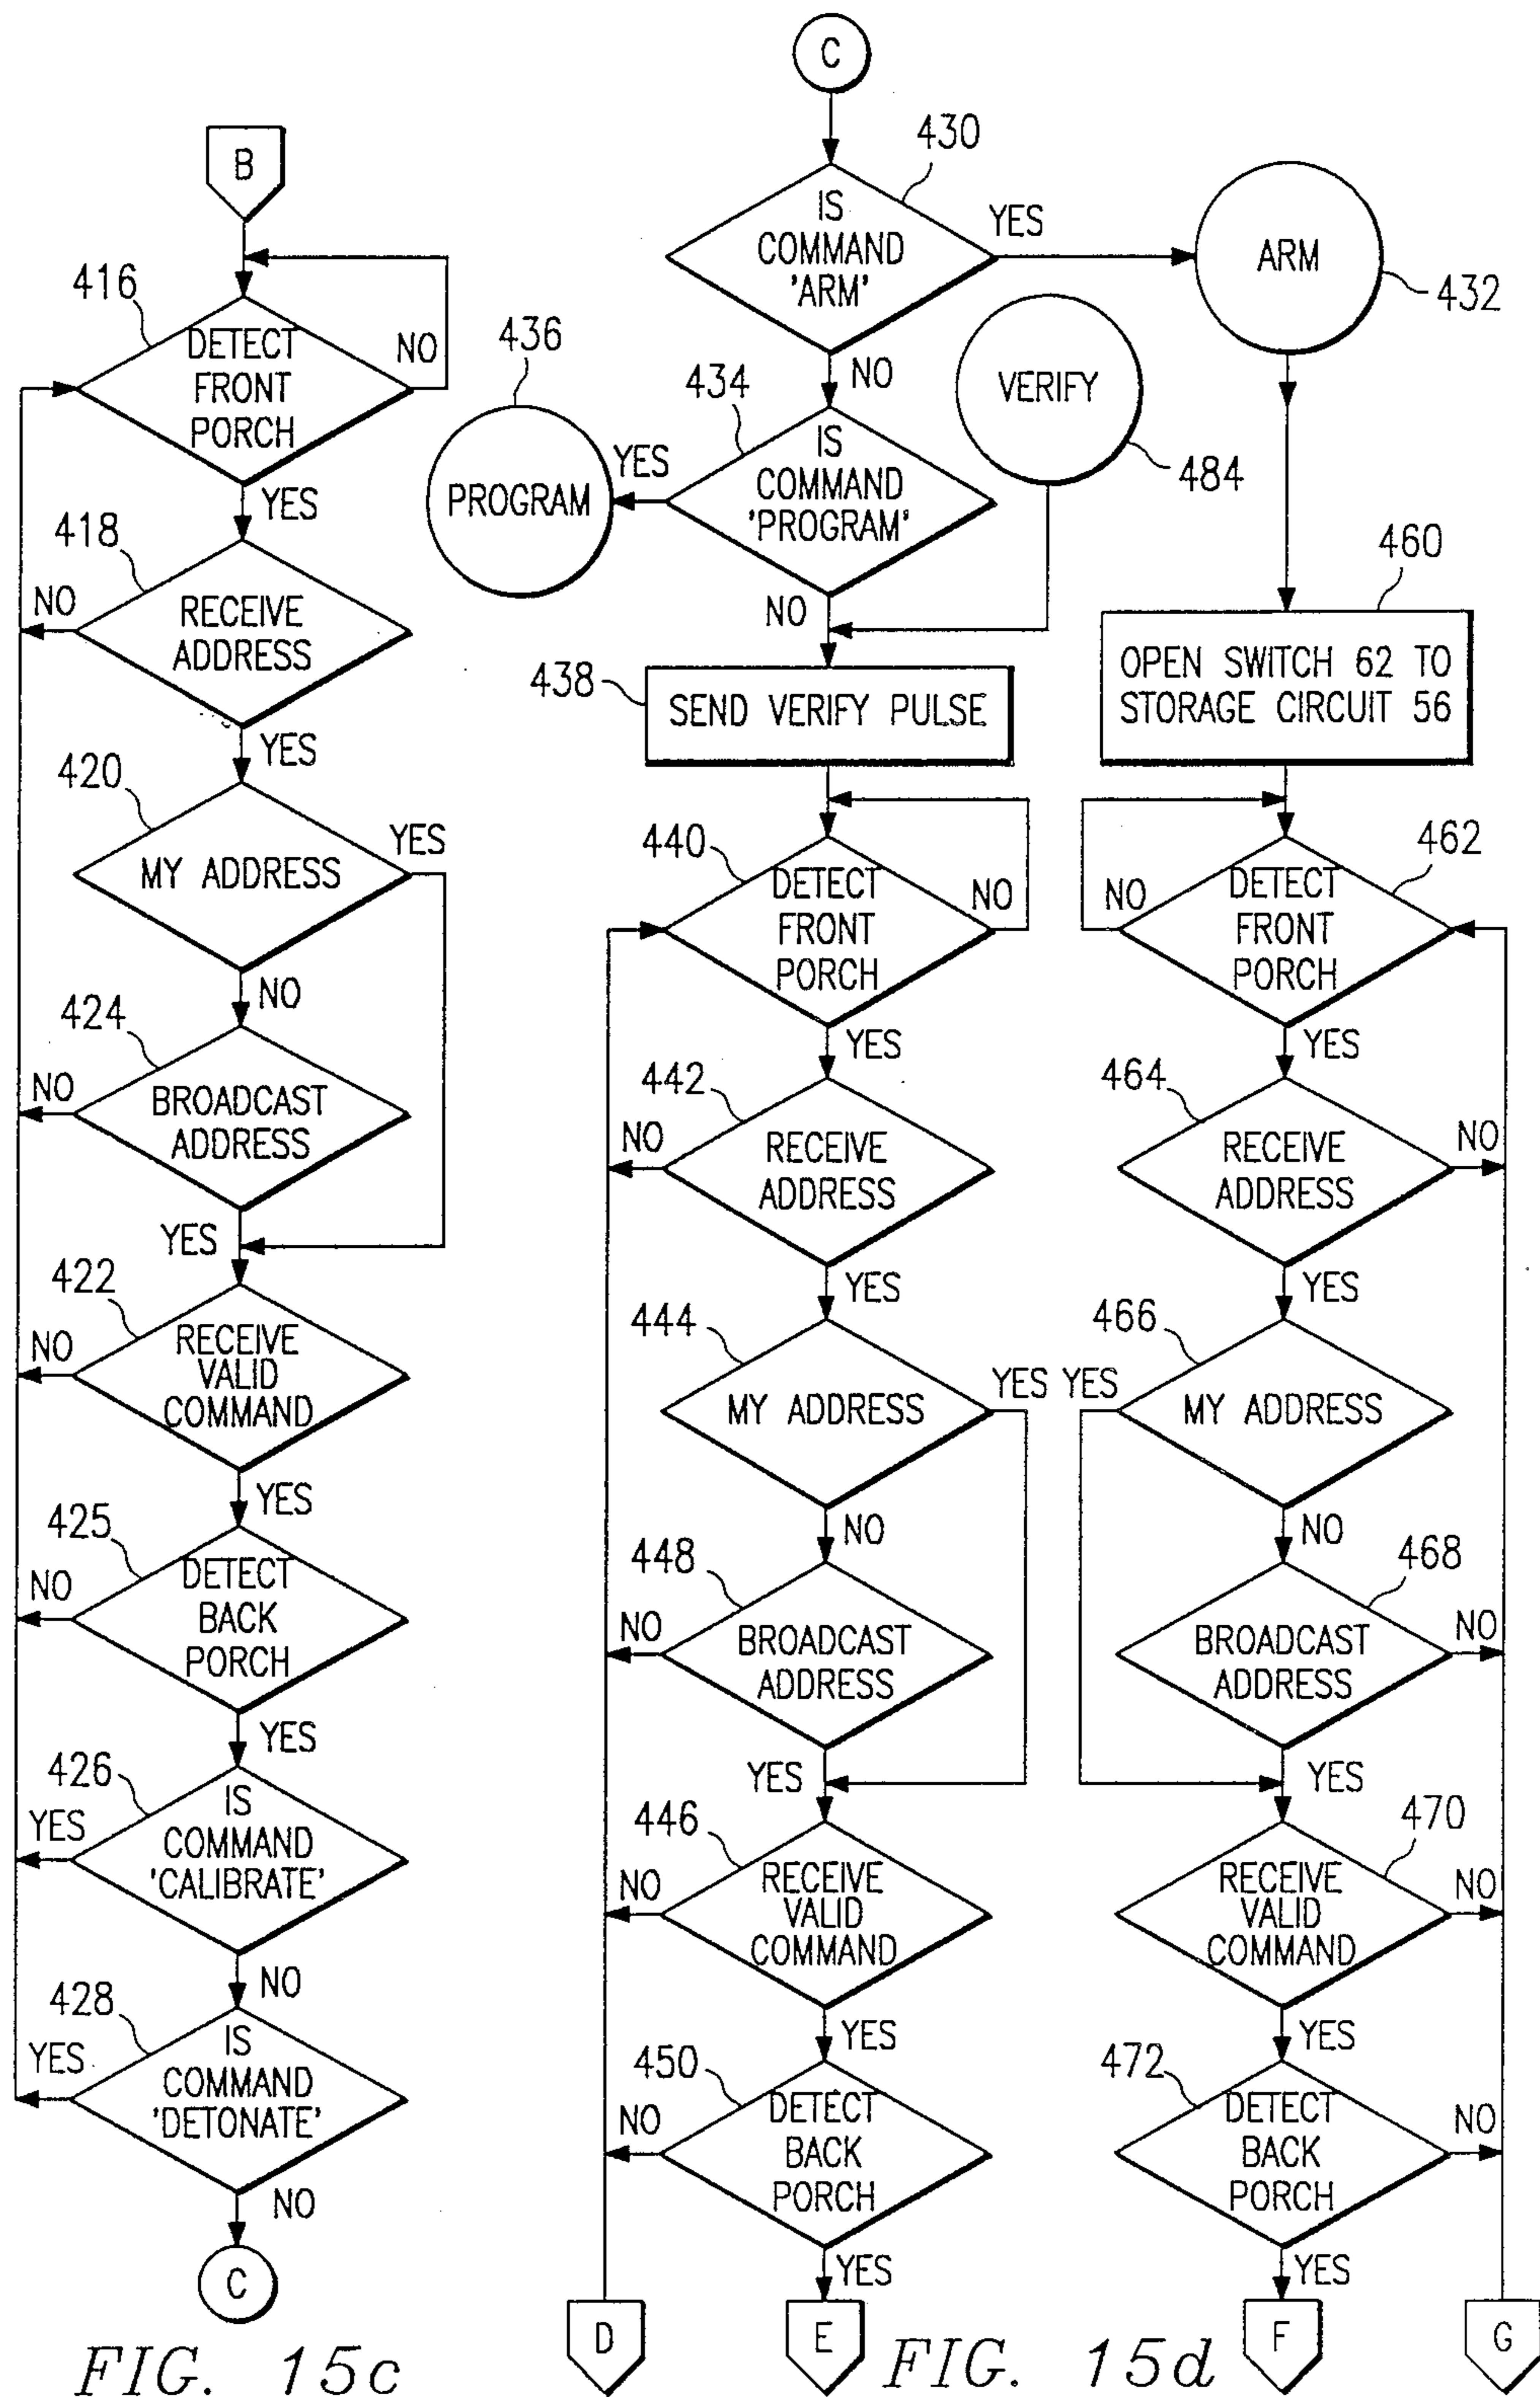 B
416
DETECT
FRONT
PORCH
NO
YES
418
RECEIVE
ADDRESS
NO
YES
420
MY ADDRESS
YES
NO
424
BROADCAST
ADDRESS
NO
YES
422
RECEIVE
VALID
COMMAND
NO
YES
425
DETECT
BACK
PORCH
NO
YES
426
IS
COMMAND
'CALIBRATE'
YES
NO
428
IS
COMMAND
'DETONATE'
YES
NO
C
FIG. 15c
C
430
IS
COMMAND
'ARM'
YES
ARM
432
NO
434
IS
COMMAND
'PROGRAM'
YES
436
PROGRAM
VERIFY
484
NO
438
SEND VERIFY PULSE
440
DETECT
FRONT
PORCH
NO
YES
442
RECEIVE
ADDRESS
NO
YES
444
MY ADDRESS
YES
NO
448
BROADCAST
ADDRESS
NO
YES
446
RECEIVE
VALID
COMMAND
NO
YES
450
DETECT
BACK
PORCH
NO
YES
D
E
460
OPEN SWITCH 62 TO
STORAGE CIRCUIT 56
462
DETECT
FRONT
PORCH
NO
YES
464
RECEIVE
ADDRESS
NO
YES
466
MY ADDRESS
YES
NO
468
BROADCAST
ADDRESS
NO
YES
470
RECEIVE
VALID
COMMAND
NO
YES
472
DETECT
BACK
PORCH
NO
YES
F
G
FIG. 15d